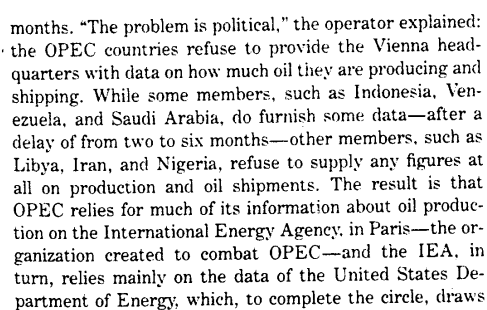 months. “The problem is political,” the operator explained:
the OPEC countries refuse to provide the Vienna head-
quarters with data on how much oil they are producing and
shipping. While some members, such as Indonesia, Ven-
ezuela, and Saudi Arabia, do furnish some data—after a
delay of from two to six months—other members, such as
Libya, Iran, and Nigeria, refuse to supply any figures at
all on production and oil shipments. The result is that
OPEC relies for much of its information about oil produc-
tion on the International Energy Agency, in Paris—the or-
ganization created to combat OPEC—and the IEA, in
turn, relies mainly on the data of the United States De-
partment of Energy, which, to complete the circle, draws